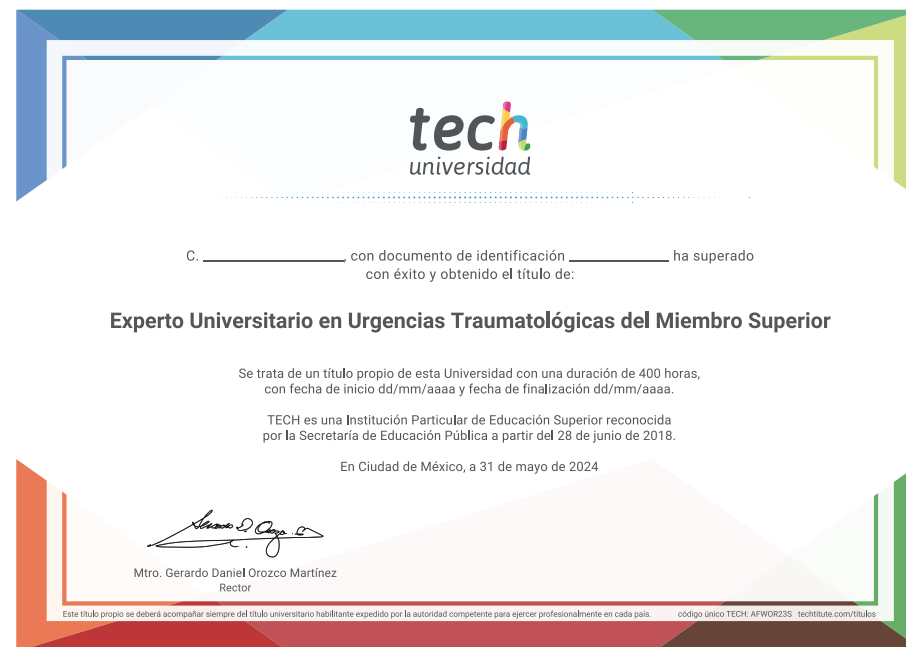 tech
universidad
C. ____________, con documento de identificación ____________ ha superado
con éxito y obtenido el título de:
Experto Universitario en Urgencias Traumatológicas del Miembro Superior
Se trata de un título propio de esta Universidad con una duración de 400 horas,
con fecha de inicio dd/mm/aaaa y fecha de finalización dd/mm/aaaa.
TECH es una Institución Particular de Educación Superior reconocida
por la Secretaría de Educación Pública a partir del 28 de junio de 2018.
En Ciudad de México, a 31 de mayo de 2024
Mtro. Gerardo Daniel Orozco Martínez
Rector
Este título propio se deberá acompañar siempre del título universitario habilitante expedido por la autoridad competente para ejercer profesionalmente en cada país. código único TECH: AFWOR23S techtitute.com/titulos